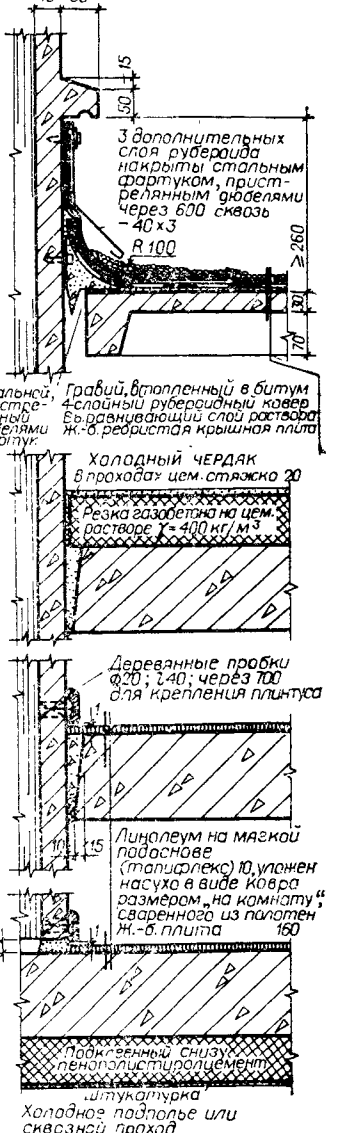 15
50
3 дополнительных
слоя рубероида
накрыты стальным
фартуком, прист-
релянным дюбелями
через 600 сквозь
-40×3
R 100
≥260
30
70
Гравий, втопленный в битум
4-слойный рубероидный ковер
Выравнивающий слой раствора
Ж.-б. ребристая крышная плита
ХОЛОДНЫЙ ЧЕРДАК
В проходах цем. стяжка 20
Резка газобетона на цем.
растворе γ=400 кг/м³
Деревянные пробки
ф20; l40; через 700
для крепления плинтуса
10 15
Линолеум на мягкой
подоснове
(тапифлекс) 10, уложен
насухо в виде ковра
размером „на комнату“,
сваренного из полотен
Ж.-б. плита 160
Подклеенный снизу
пенополистиролцемент
Штукатурка
Холодное подполье или
сквозной проход